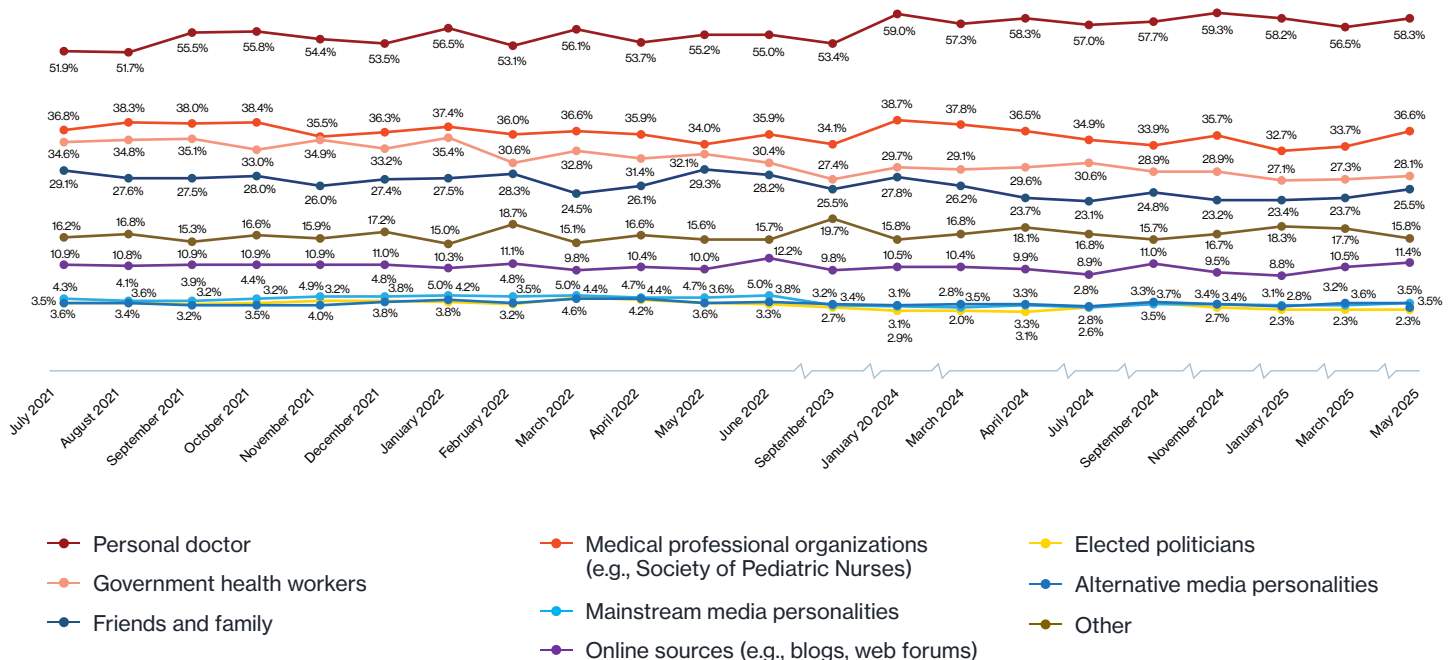 59.0% 59.3%
55.5% 55.8% 54.4% 53.5% 56.5% 53.1% 56.1% 53.7% 55.2% 55.0% 53.4% 57.3% 58.3% 57.0% 57.7% 58.2% 56.5% 58.3%
51.9% 51.7%
36.8% 38.3% 38.0% 38.4% 35.5% 36.3% 37.4% 36.0% 36.6% 35.9% 34.0% 35.9% 34.1% 38.7% 37.8% 36.5% 34.9% 33.9% 35.7% 32.7% 33.7% 36.6%
34.6% 34.8% 35.1% 33.0% 34.9% 33.2% 35.4% 30.6% 32.8% 31.4% 32.1% 30.4% 27.4% 29.7% 29.1% 29.6% 30.6% 28.9% 28.9% 27.1% 27.3% 28.1%
29.1% 27.6% 27.5% 28.0% 26.0% 27.4% 27.5% 28.3% 24.5% 26.1% 29.3% 28.2% 25.5% 27.8% 26.2% 23.7% 23.1% 24.8% 23.2% 23.4% 23.7% 25.5%
16.2% 16.8% 15.3% 16.6% 15.9% 17.2% 15.0% 18.7% 15.1% 16.6% 15.6% 15.7% 19.7% 15.8% 16.8% 18.1% 16.8% 15.7% 16.7% 18.3% 17.7% 15.8%
10.9% 10.8% 10.9% 10.9% 10.9% 11.0% 10.3% 11.1% 9.8% 10.4% 10.0% 12.2% 9.8% 10.5% 10.4% 9.9% 8.9% 11.0% 9.5% 8.8% 10.5% 11.4%
4.3% 4.1% 3.9% 4.4% 4.9% 4.8% 5.0% 4.8% 5.0% 4.7% 4.7% 5.0% 3.2% 3.1% 2.8% 3.3% 2.8% 3.3% 3.4% 3.1% 3.2% 3.5%
3.5% 3.6% 3.2% 3.2% 3.2% 3.8% 4.2% 3.5% 4.4% 4.4% 3.6% 3.8% 3.4% 3.5% 3.7% 3.4% 2.8% 3.6% 3.5%
3.6% 3.4% 3.2% 3.5% 4.0% 3.8% 3.8% 3.2% 4.6% 4.2% 3.6% 3.3% 2.7% 3.1% 2.0% 3.3% 2.8% 3.5% 2.7% 2.3% 2.3% 2.3%
2.9% 3.1% 2.6%
July 2021
August 2021
September 2021
October 2021
November 2021
December 2021
January 2022
February 2022
March 2022
April 2022
May 2022
June 2022
September 2023
January 20 2024
March 2024
April 2024
July 2024
September 2024
November 2024
January 2025
March 2025
May 2025
Personal doctor
Government health workers
Friends and family
Medical professional organizations
(e.g., Society of Pediatric Nurses)
Mainstream media personalities
Online sources (e.g., blogs, web forums)
Elected politicians
Alternative media personalities
Other